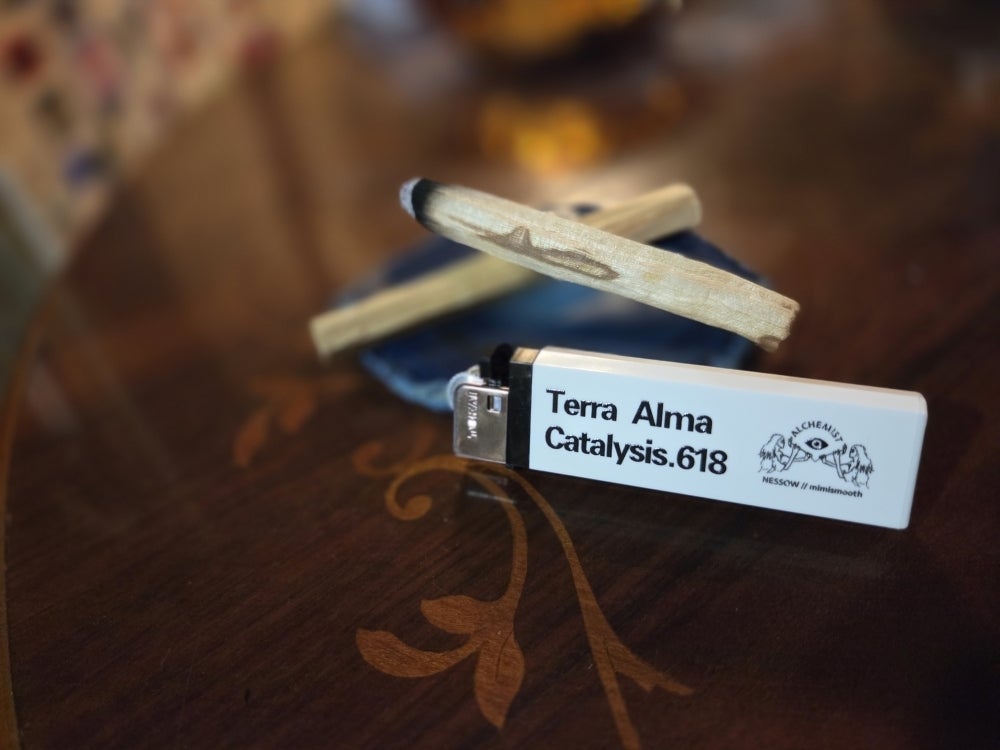 Terra Alma
Catalysis.618
ALCHEMIST
NESSOW // mimismooth